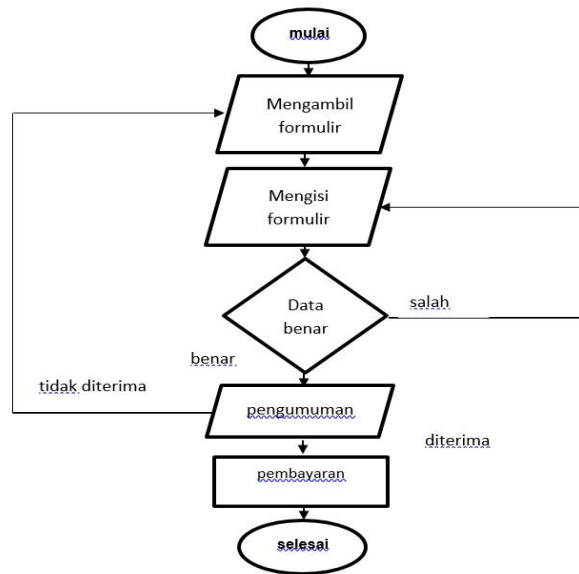 mulai
Mengambil
formulir
Mengisi
formulir
Data
benar
salah
benar
tidak diterima
pengumuman
diterima
pembayaran
selesai